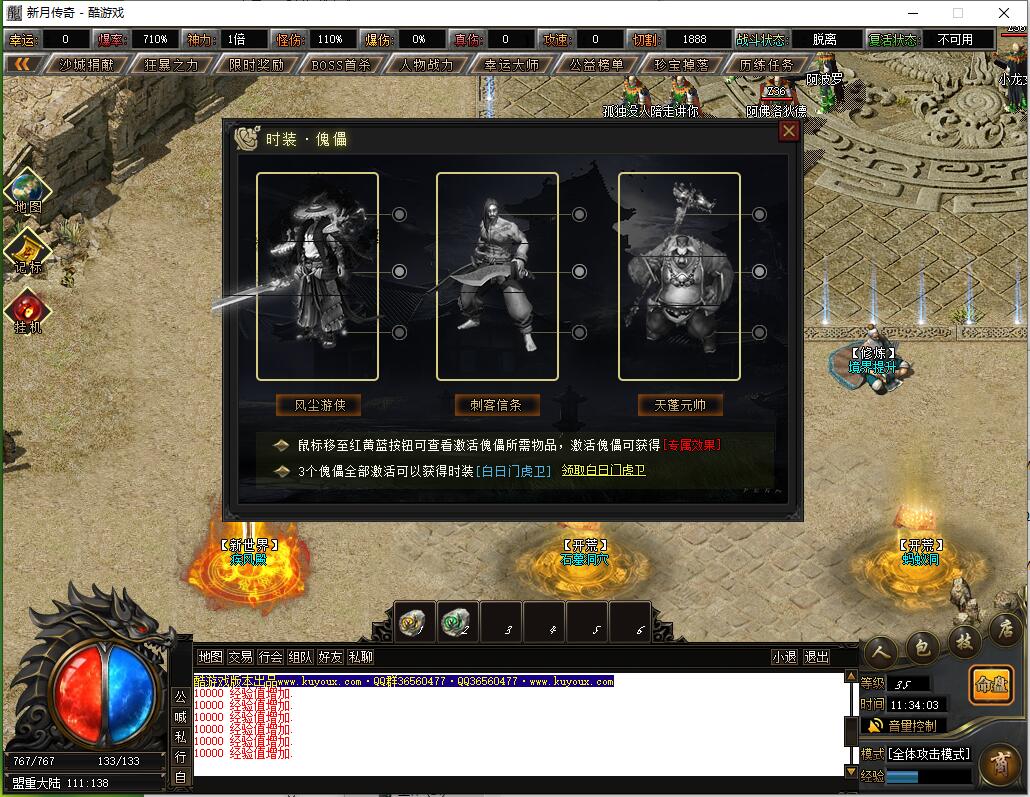 新月传奇 - 酷游戏
幸运: 0 爆率: 710% 神力: 1倍 怪伤: 110% 爆伤: 0% 真伤: 0 攻速: 0 切割: 1888 战斗状态: 脱离 复活状态: 不可用
沙城捐献 狂暴之力 限时奖励 BOSS首杀 人物战力 幸运大师 公益榜单 珍宝掉落 历练任务
阿波罗
小龙
Z36
孤独没人陪走讲你 阿佛洛狄德
时装·傀儡
地图
记标
挂机
【修炼】
境界提升
风尘游侠 刺客信条 天蓬元帅
鼠标移至红黄蓝按钮可查看激活傀儡所需物品，激活傀儡可获得[专属效果]
3个傀儡全部激活可以获得时装[白日门虎卫] 领取白日门虎卫
【新世界】 【开荒】 【开荒】
疾风殿 石墓洞穴 蚂蚁洞
1 2 3 4 5 6
人 包 技 店
地图 交易 行会 组队 好友 私聊 小退 退出
酷游戏版本出品www.kuyoux.com·QQ群36560477·QQ36560477·www.kuyoux.com
10000 经验值增加.
10000 经验值增加.
10000 经验值增加.
10000 经验值增加.
10000 经验值增加.
10000 经验值增加.
公
喊
私
行
自
等级 35
命盘
时间 11:34:03
音量控制
模式 [全体攻击模式]
经验
商
767/767 133/133
盟重大陆 111:138